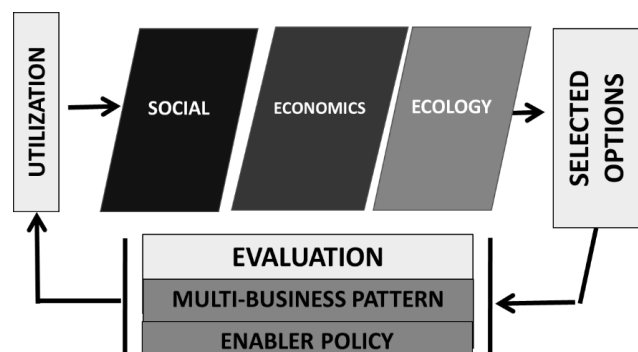 UTILIZATION
SOCIAL
ECONOMICS
ECOLOGY
SELECTED
OPTIONS
EVALUATION
MULTI-BUSINESS PATTERN
ENABLER POLICY